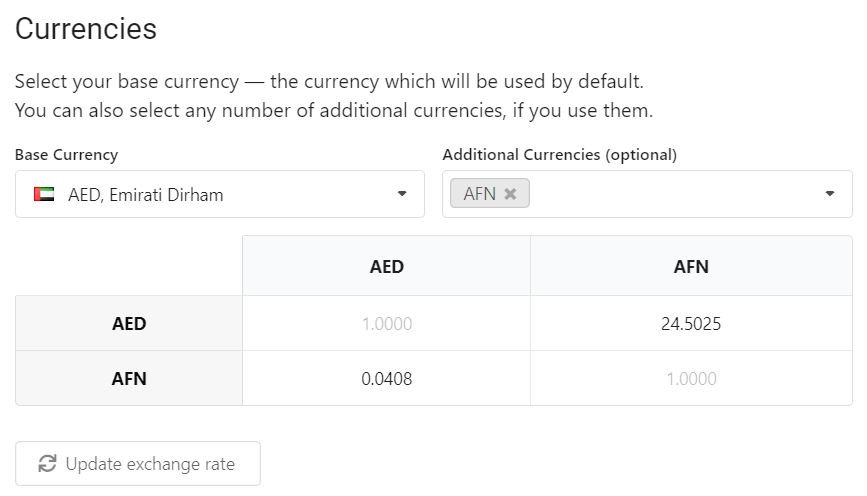 Currencies
Select your base currency — the currency which will be used by default.
You can also select any number of additional currencies, if you use them.
Base Currency
Additional Currencies (optional)
AED, Emirati Dirham
AFN
AED AFN
AED 1.0000 24.5025
AFN 0.0408 1.0000
Update exchange rate